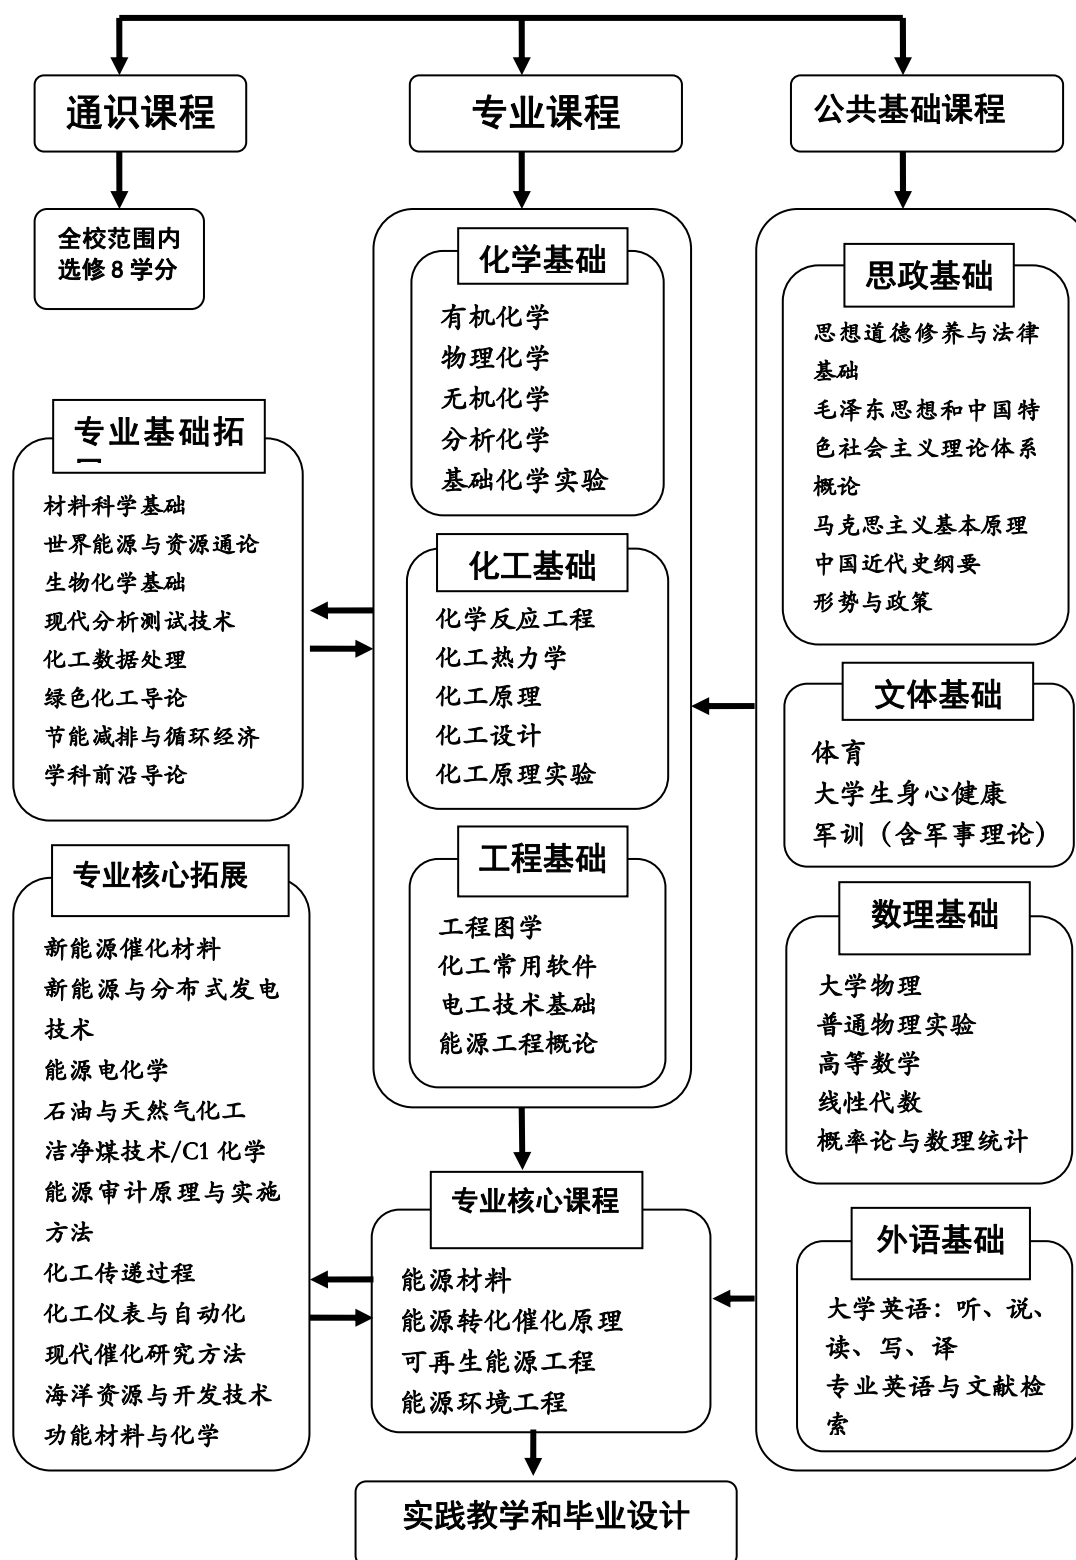 通识课程
专业课程
公共基础课程
全校范围内
选修 8 学分
化学基础
有机化学
物理化学
无机化学
分析化学
基础化学实验
化工基础
化学反应工程
化工热力学
化工原理
化工设计
化工原理实验
工程基础
工程图学
化工常用软件
电工技术基础
能源工程概论
思政基础
思想道德修养与法律
基础
毛泽东思想和中国特
色社会主义理论体系
概论
马克思主义基本原理
中国近代史纲要
形势与政策
文体基础
体育
大学生身心健康
军训（含军事理论）
数理基础
大学物理
普通物理实验
高等数学
线性代数
概率论与数理统计
外语基础
大学英语：听、说、
读、写、译
专业英语与文献检
索
专业基础拓
材料科学基础
世界能源与资源通论
生物化学基础
现代分析测试技术
化工数据处理
绿色化工导论
节能减排与循环经济
学科前沿导论
专业核心拓展
新能源催化材料
新能源与分布式发电
技术
能源电化学
石油与天然气化工
洁净煤技术/C1 化学
能源审计原理与实施
方法
化工传递过程
化工仪表与自动化
现代催化研究方法
海洋资源与开发技术
功能材料与化学
专业核心课程
能源材料
能源转化催化原理
可再生能源工程
能源环境工程
实践教学和毕业设计